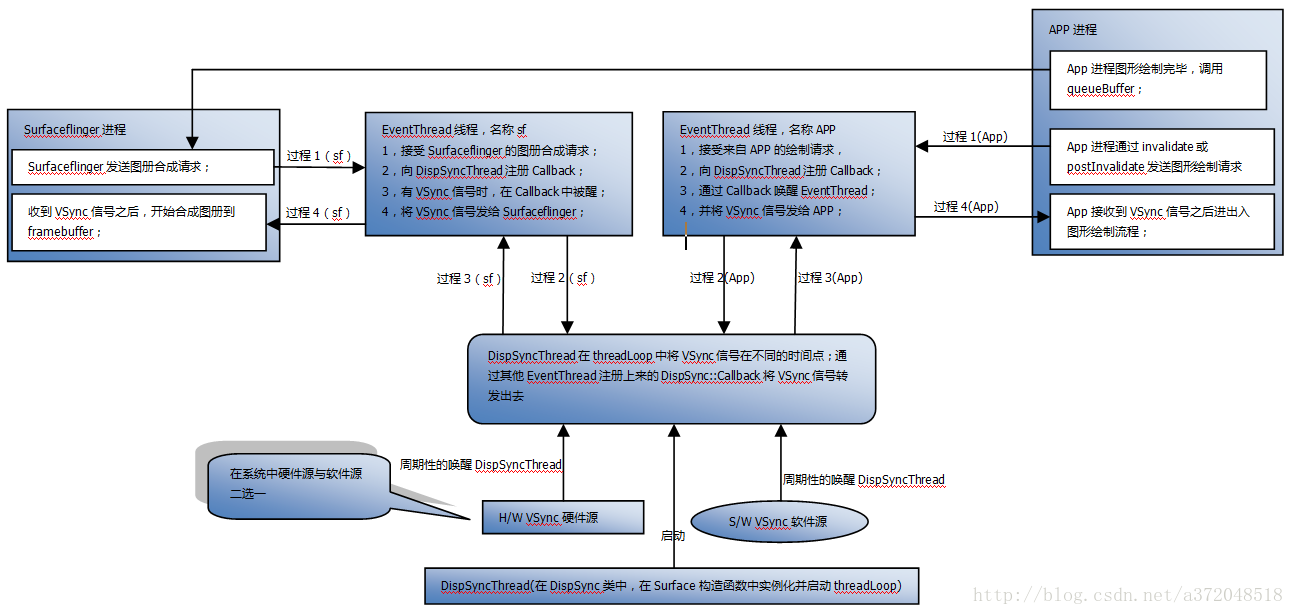 APP 进程
App 进程图形绘制完毕，调用
queueBuffer；
Surfaceflinger 进程
Surfaceflinger 发送图册合成请求；
收到 VSync 信号之后，开始合成图册到
framebuffer；
过程 1（sf）
过程 4（sf）
EventThread 线程，名称 sf
1，接受 Surfaceflinger 的图册合成请求；
2，向 DispSyncThread 注册 Callback；
3，有 VSync 信号时，在 Callback 中被醒；
4，将 VSync 信号发给 Surfaceflinger；
EventThread 线程，名称 APP
1，接受来自 APP 的绘制请求，
2，向 DispSyncThread 注册 Callback；
3，通过 Callback 唤醒 EventThread；
4，并将 VSync 信号发给 APP；
过程 1(App)
过程 4(App)
App 进程通过 invalidate 或
postInvalidate 发送图形绘制请求
App 接收到 VSync 信号之后进出入
图形绘制流程；
过程 3（sf）
过程 2（sf）
过程 2(App)
过程 3(App)
DispSyncThread 在 threadLoop 中将 VSync 信号在不同的时间点；通
过其他 EventThread 注册上来的 DispSync::Callback 将 VSync 信号转
发出去
在系统中硬件源与软件源
二选一
周期性的唤醒 DispSyncThread
周期性的唤醒 DispSyncThread
H/W VSync 硬件源
S/W VSync 软件源
启动
DispSyncThread(在 DispSync 类中，在 Surface 构造函数中实例化并启动 threadLoop)
http://blog.csdn.net/a372048518